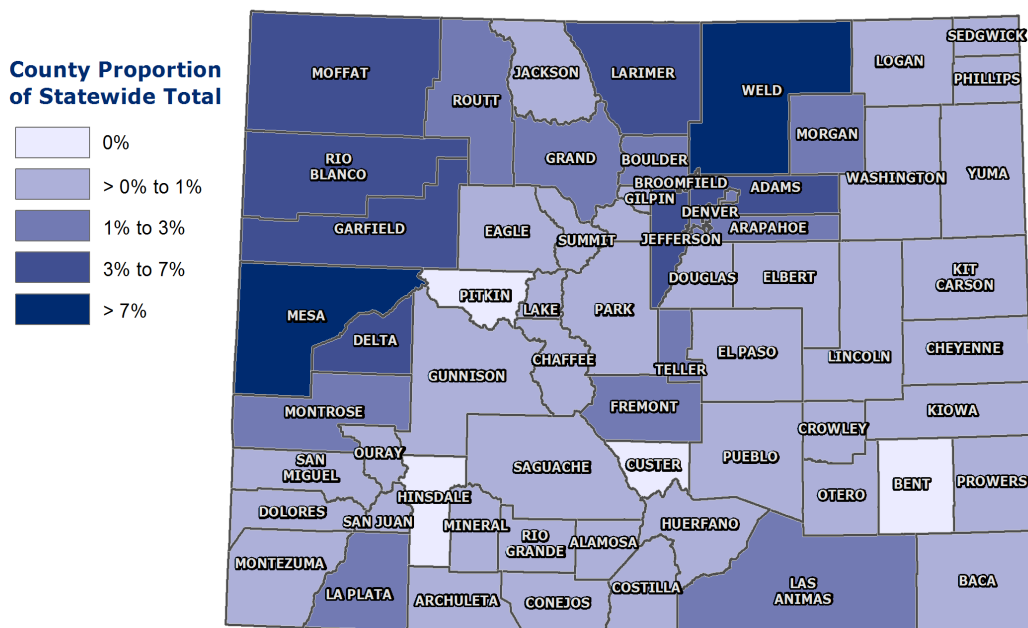 County Proportion
of Statewide Total
0%
> 0% to 1%
1% to 3%
3% to 7%
> 7%
MOFFAT
ROUTT
JACKSON
LARIMER
WELD
LOGAN
SEDGWICK
PHILLIPS
MORGAN
RIO
BLANCO
GRAND
BOULDER
BROOMFIELD
GILPIN
ADAMS
WASHINGTON
YUMA
GARFIELD
EAGLE
SUMMIT
JEFFERSON
DENVER
ARAPAHOE
DOUGLAS
ELBERT
KIT
CARSON
MESA
PITKIN
LAKE
PARK
DELTA
GUNNISON
CHAFFEE
TELLER
EL PASO
LINCOLN
CHEYENNE
MONTROSE
FREMONT
KIOWA
CROWLEY
OURAY
SAN
MIGUEL
SAGUACHE
CUSTER
PUEBLO
OTERO
BENT
PROWERS
HINSDALE
DOLORES
SAN JUAN
MINERAL
RIO
GRANDE
ALAMOSA
HUERFANO
MONTEZUMA
LA PLATA
ARCHULETA
CONEJOS
COSTILLA
LAS
ANIMAS
BACA